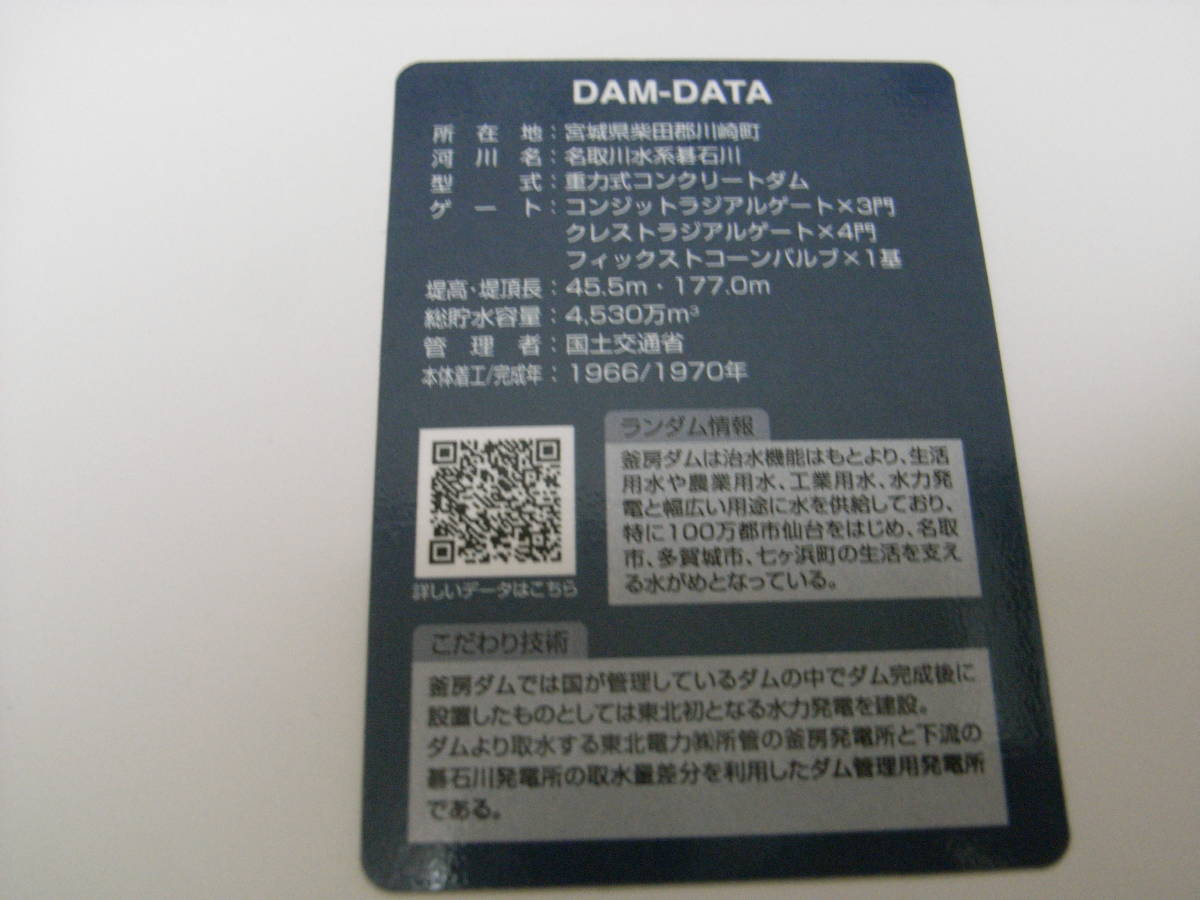 DAM-DATA
所在地：宮城県柴田郡川崎町
河川名：名取川水系碁石川
型式：重力式コンクリートダム
ゲート：コンジットラジアルゲート×3門
クレストラジアルゲート×4門
フィックストコーンバルブ×1基
堤高・堤頂長：45.5m・177.0m
総貯水容量：4,530万m³
管理者：国土交通省
本体着工/完成年：1966/1970年
詳しいデータはこちら
ランダム情報
釜房ダムは治水機能はもとより、生活
用水や農業用水、工業用水、水力発
電と幅広い用途に水を供給しており、
特に100万都市仙台をはじめ、名取
市、多賀城市、七ヶ浜町の生活を支え
る水がめとなっている。
こだわり技術
釜房ダムでは国が管理しているダムの中でダム完成後に
設置したものとしては東北初となる水力発電を建設。
ダムより取水する東北電力㈱所管の釜房発電所と下流の
碁石川発電所の取水量差分を利用したダム管理用発電所
である。